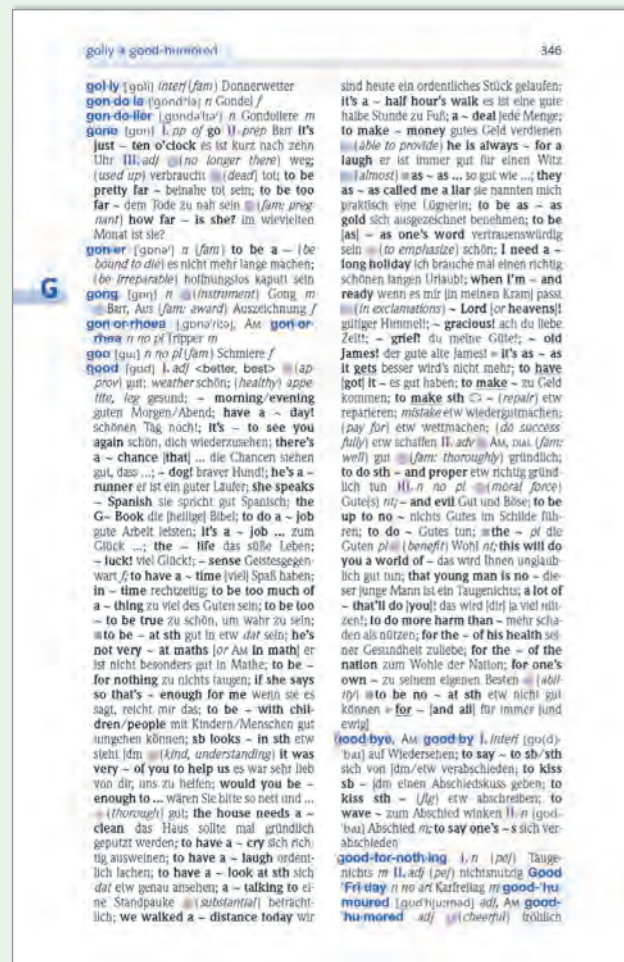 golly a good-humored 346
gol·ly [ˈgɒli] interj (fam) Donnerwetter
gon·do·la [ˈgɒndᵊlə] n Gondel f
gon·do·lier [ˌgɒndəˈlɪəʳ] n Gondoliere m
gone [gɒn] I. pp of go II. prep BRIT it's
just ~ ten o'clock es ist kurz nach zehn
Uhr III. adj (no longer there) weg;
(used up) verbraucht (dead) tot; to be
pretty far ~ beinahe tot sein; to be too
far ~ dem Tode zu nah sein (fam: preg
nant) how far ~ is she? im wievielten
Monat ist sie?
gon·er [ˈgɒnəʳ] n (fam) to be a ~ (be
bound to die) es nicht mehr lange machen;
(be irreparable) hoffnungslos kaputt sein
G
gong [gɒŋ] n (instrument) Gong m
BRIT, AUS (fam: award) Auszeichnung f
gon·or·rhoea [ˌgɒnəˈrɪə], AM gon·or·
rhea n no pl Tripper m
goo [guː] n no pl (fam) Schmiere f
good [gʊd] I. adj <better, best> (ap
prov) gut; weather schön; (healthy) appe
tite, leg gesund; ~ morning/evening
guten Morgen/Abend; have a ~ day!
schönen Tag noch!; it's ~ to see you
again schön, dich wiederzusehen; there's
a ~ chance [that] ... die Chancen stehen
gut, dass ...; ~ dog! braver Hund!; he's a ~
runner er ist ein guter Läufer; she speaks
~ Spanish sie spricht gut Spanisch; the
G~ Book die [heilige] Bibel; to do a ~ job
gute Arbeit leisten; it's a ~ job ... zum
Glück ...; the ~ life das süße Leben;
~ luck! viel Glück!; ~ sense Geistesgegen-
wart f; to have a ~ time [viel] Spaß haben;
in ~ time rechtzeitig; to be too much of
a ~ thing zu viel des Guten sein; to be too
~ to be true zu schön, um wahr zu sein;
to be ~ at sth gut in etw dat sein; he's
not very ~ at maths [or AM in math] er
ist nicht besonders gut in Mathe; to be ~
for nothing zu nichts taugen; if she says
so that's ~ enough for me wenn sie es
sagt, reicht mir das; to be ~ with chil-
dren/people mit Kindern/Menschen gut
umgehen können; sb looks ~ in sth etw
steht jdm (kind, understanding) it was
very ~ of you to help us es war sehr lieb
von dir, uns zu helfen; would you be ~
enough to ... wären Sie bitte so nett und ...
(thorough) gut; the house needs a ~
clean das Haus sollte mal gründlich
geputzt werden; to have a ~ cry sich rich
tig ausweinen; to have a ~ laugh ordent-
lich lachen; to have a ~ look at sth sich
dat etw genau ansehen; a ~ talking to ei-
ne Standpauke (substantial) beträcht-
lich; we walked a ~ distance today wir
sind heute ein ordentliches Stück gelaufen;
it's a ~ half hour's walk es ist eine gute
halbe Stunde zu Fuß; a ~ deal jede Menge;
to make ~ money gutes Geld verdienen
(able to provide) he is always ~ for a
laugh er ist immer gut für einen Witz
(almost) as ~ as ... so gut wie ...; they
as ~ as called me a liar sie nannten mich
praktisch eine Lügnerin; to be as ~ as
gold sich ausgezeichnet benehmen; to be
[as] ~ as one's word vertrauenswürdig
sein (to emphasize) schön; I need a ~
long holiday ich brauche mal einen richtig
schönen langen Urlaub!; when I'm ~ and
ready wenn es mir [in meinen Kram] passt
(in exclamations) ~ Lord [or heavens]!
gütiger Himmel!; ~ gracious! ach du liebe
Zeit!; ~ grief! du meine Güte!; ~ old
James! der gute alte James! it's as ~ as
it gets besser wird's nicht mehr; to have
[got] it ~ es gut haben; to make ~ zu Geld
kommen; to make sth ~ (repair) etw
reparieren; mistake etw wiedergutmachen;
(pay for) etw wettmachen; (do success
fully) etw schaffen II. adv AM, DIAL (fam:
well) gut (fam: thoroughly) gründlich;
to do sth ~ and proper etw richtig gründ
lich tun III. n no pl (moral force)
Gute(s) nt; ~ and evil Gut und Böse; to be
up to no ~ nichts Gutes im Schilde füh-
ren; to do ~ Gutes tun; the ~ pl die
Guten pl (benefit) Wohl nt; this will do
you a world of ~ das wird Ihnen unglaub-
lich gut tun; that young man is no ~ die-
ser junge Mann ist ein Taugenichts; a lot of
~ that'll do [you]! das wird [dir] ja viel nüt-
zen!; to do more harm than ~ mehr scha-
den als nützen; for the ~ of his health sei-
ner Gesundheit zuliebe; for the ~ of the
nation zum Wohle der Nation; for one's
own ~ zu seinem eigenen Besten (abil-
ity) to be no ~ at sth etw nicht gut
können for ~ [and all] für immer [und
ewig]
good·bye, AM good·by I. interj [gʊ(d)-
ˈbaɪ] auf Wiedersehen; to say ~ to sb/sth
sich von jdm/etw verabschieden; to kiss
sb ~ jdm einen Abschiedskuss geben; to
kiss sth ~ (fig) etw abschreiben; to
wave ~ zum Abschied winken II. n [gʊd-
ˈbaɪ] Abschied m; to say one's ~s sich ver-
abschieden
good-for-noth·ing I. n (pej) Tauge-
nichts m II. adj (pej) nichtsnutzig Good
ˈFri·day n no art Karfreitag m good-ˈhu·
moured [ˌgʊdˈhjuːməd] adj, AM good-
ˈhu·mored adj (cheerful) fröhlich